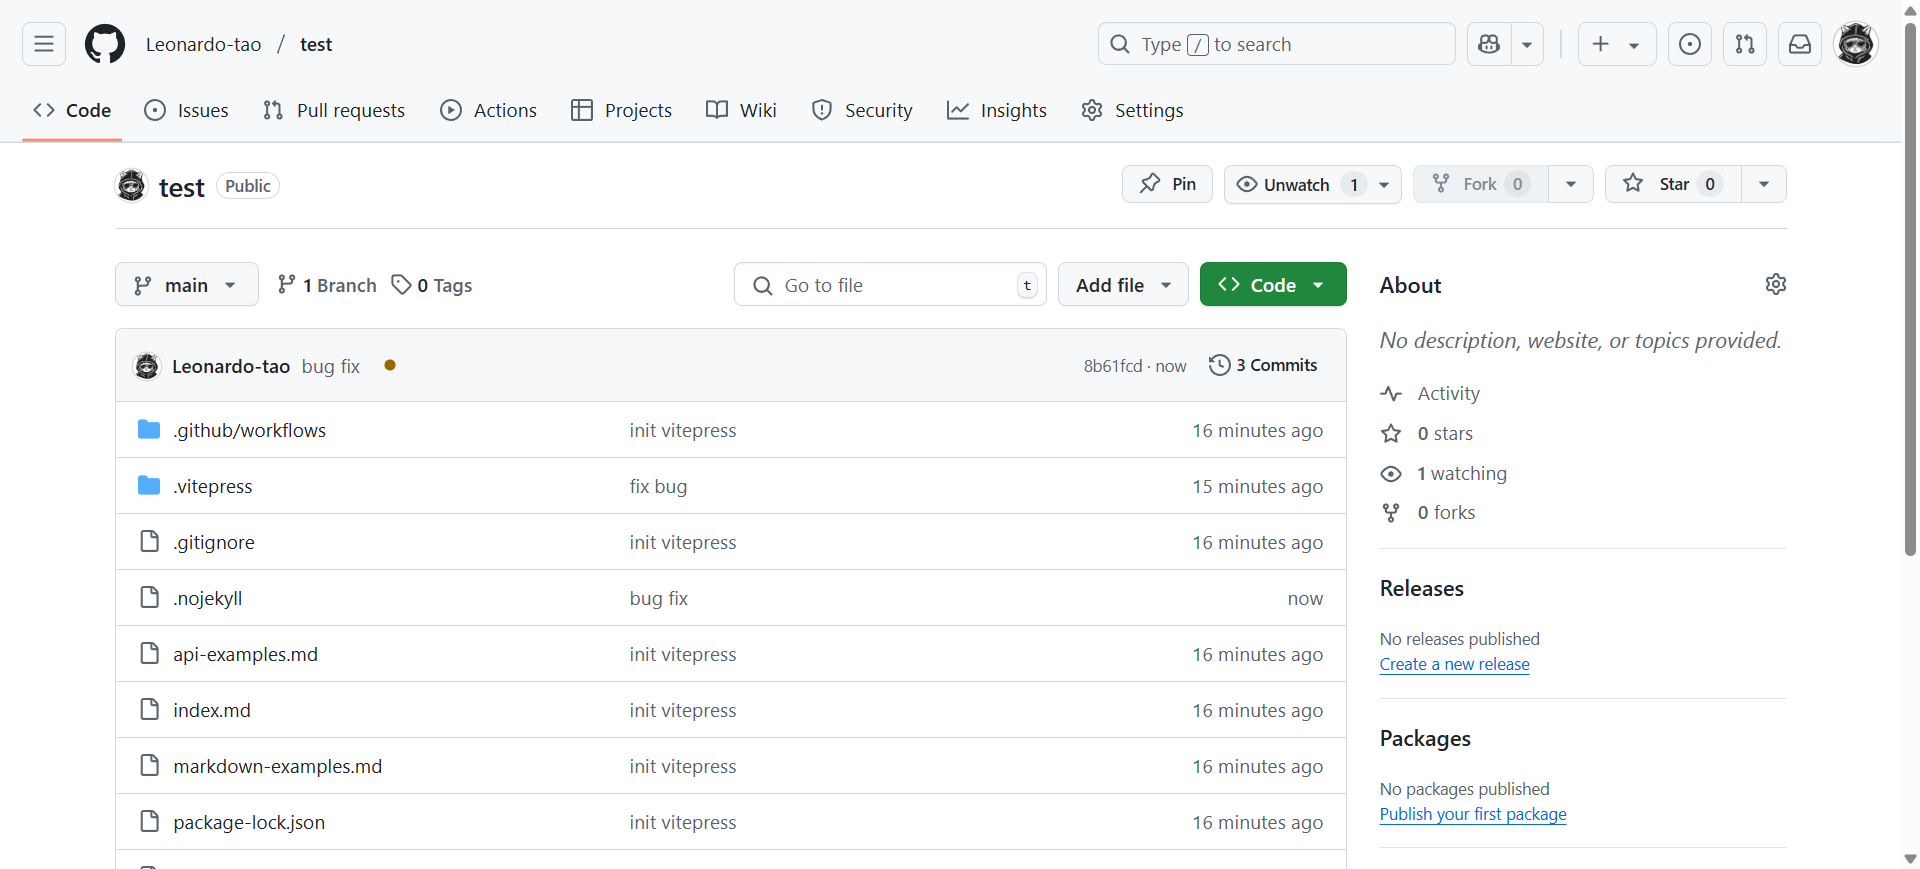 Leonardo-tao / test
Type / to search
Code
Issues
Pull requests
Actions
Projects
Wiki
Security
Insights
Settings
test Public
Pin
Unwatch 1
Fork 0
Star 0
main
1 Branch
0 Tags
Go to file t
Add file
Code
Leonardo-tao bug fix 8b61fcd · now 3 Commits
.github/workflows init vitepress 16 minutes ago
.vitepress fix bug 15 minutes ago
.gitignore init vitepress 16 minutes ago
.nojekyll bug fix now
api-examples.md init vitepress 16 minutes ago
index.md init vitepress 16 minutes ago
markdown-examples.md init vitepress 16 minutes ago
package-lock.json init vitepress 16 minutes ago
About
No description, website, or topics provided.
Activity
0 stars
1 watching
0 forks
Releases
No releases published
Create a new release
Packages
No packages published
Publish your first package